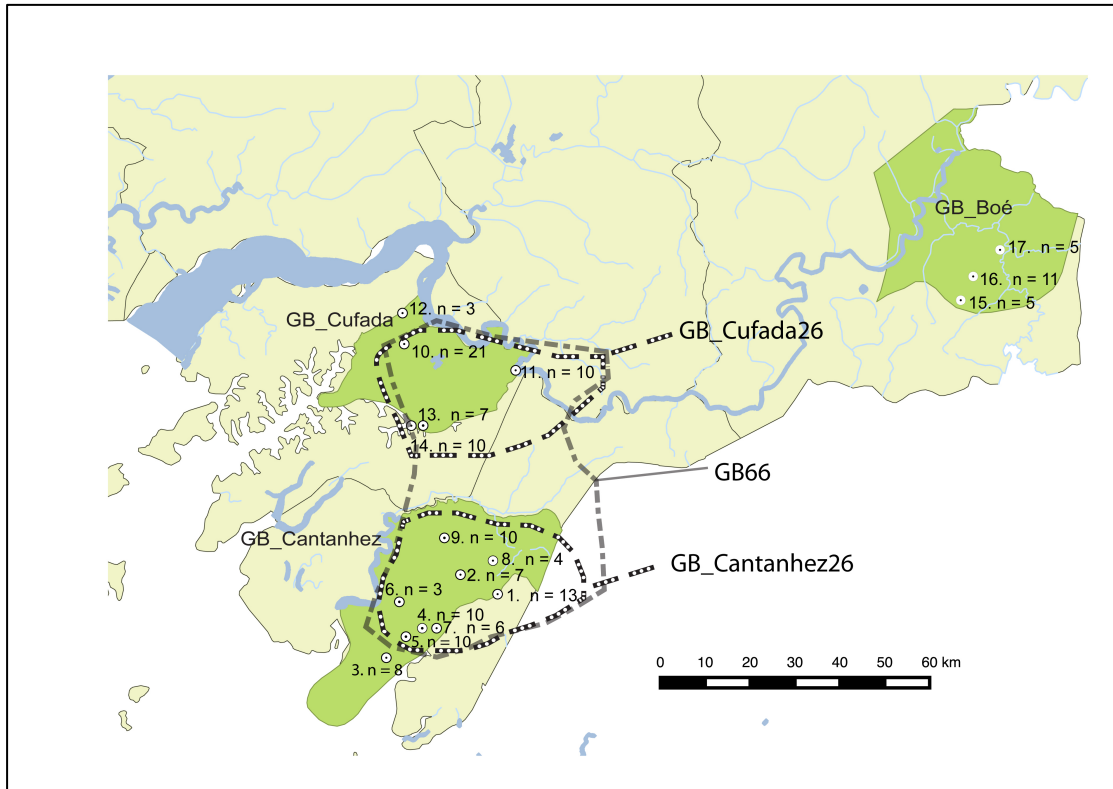 GB_Boé
17. n = 5
16. n = 11
15. n = 5
12. n = 3
GB_Cufada
GB_Cufada26
10. n = 21
11. n = 10
13. n = 7
14. n = 10
GB66
GB_Cantanhez
9. n = 10
8. n = 4
GB_Cantanhez26
2. n = 7
6. n = 3
1. n = 13
4. n = 10
7. n = 6
5. n = 10
3. n = 8
0 10 20 30 40 50 60 km